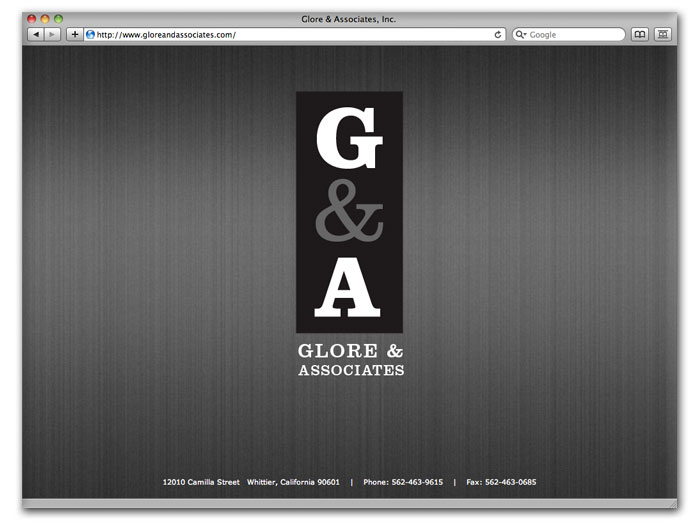 Glore & Associates, Inc.
http://www.gloreandassociates.com/
Google
G
&
A
GLORE &
ASSOCIATES
12010 Camilla Street Whittier, California 90601 | Phone: 562-463-9615 | Fax: 562-463-0685